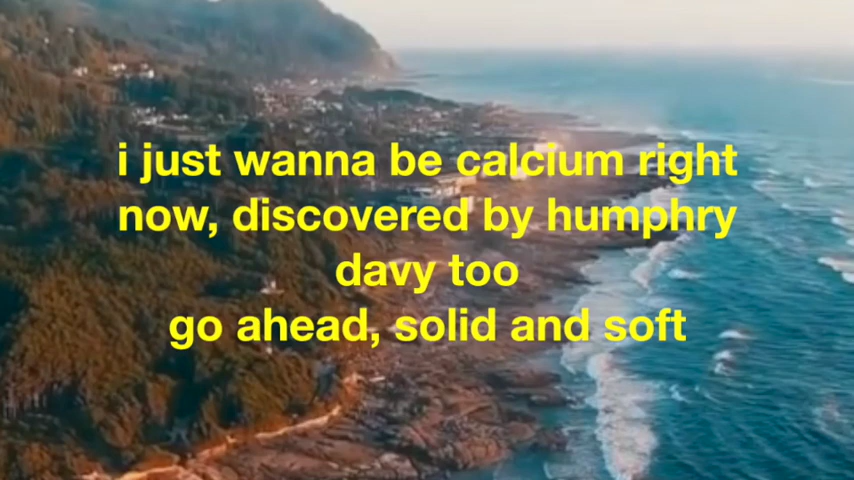 i just wanna be calcium right
now, discovered by humphry
davy too
go ahead, solid and soft